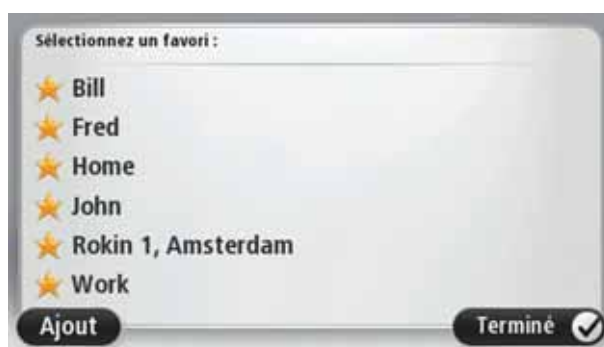 Sélectionnez un favori :
Bill
Fred
Home
John
Rokin 1, Amsterdam
Work
Ajout
Terminé